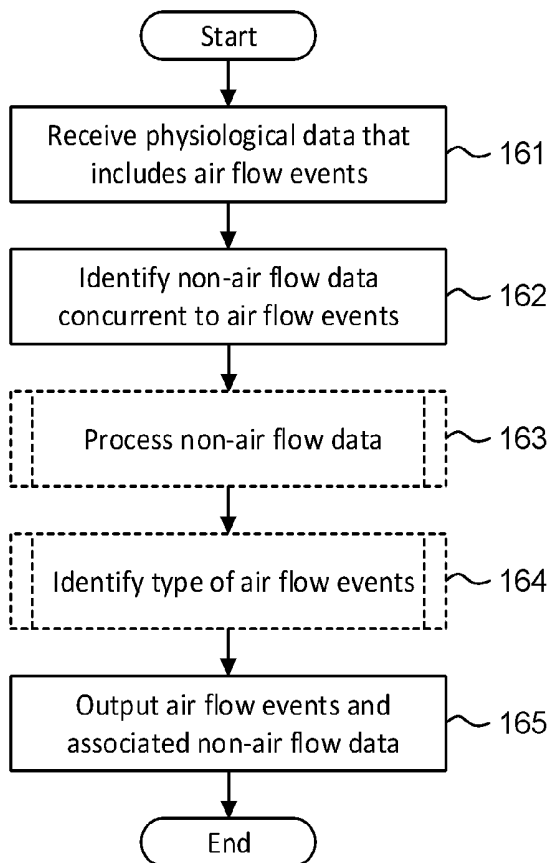 Start
Receive physiological data that
includes air flow events
161
Identify non-air flow data
concurrent to air flow events
162
Process non-air flow data
163
Identify type of air flow events
164
Output air flow events and
associated non-air flow data
165
End